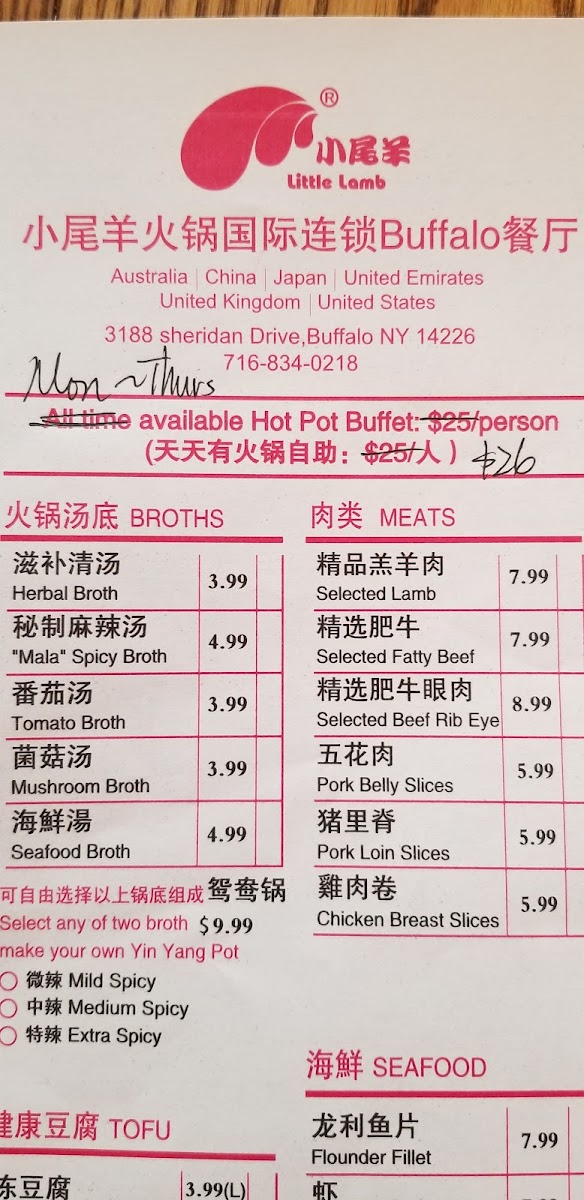 ®
小尾羊
Little Lamb
小尾羊火锅国际连锁Buffalo餐厅
Australia | China | Japan | United Emirates
United Kingdom | United States
3188 sheridan Drive,Buffalo NY 14226
716-834-0218
Mon ~ Thurs
All time available Hot Pot Buffet: $25/person
(天天有火锅自助: $25/人)
$26
火锅汤底 BROTHS
滋补清汤
Herbal Broth
3.99
秘制麻辣汤
"Mala" Spicy Broth
4.99
番茄汤
Tomato Broth
3.99
菌菇汤
Mushroom Broth
3.99
海鮮湯
Seafood Broth
4.99
可自由选择以上锅底组成鸳鸯锅
Select any of two broth $9.99
make your own Yin Yang Pot
微辣 Mild Spicy
中辣 Medium Spicy
特辣 Extra Spicy
健康豆腐 TOFU
冻豆腐
3.99(L)
肉类 MEATS
精品羔羊肉
Selected Lamb
7.99
精选肥牛
Selected Fatty Beef
7.99
精选肥牛眼肉
Selected Beef Rib Eye
8.99
五花肉
Pork Belly Slices
5.99
猪里脊
Pork Loin Slices
5.99
雞肉卷
Chicken Breast Slices
5.99
海鮮 SEAFOOD
龙利鱼片
Flounder Fillet
7.99
虾